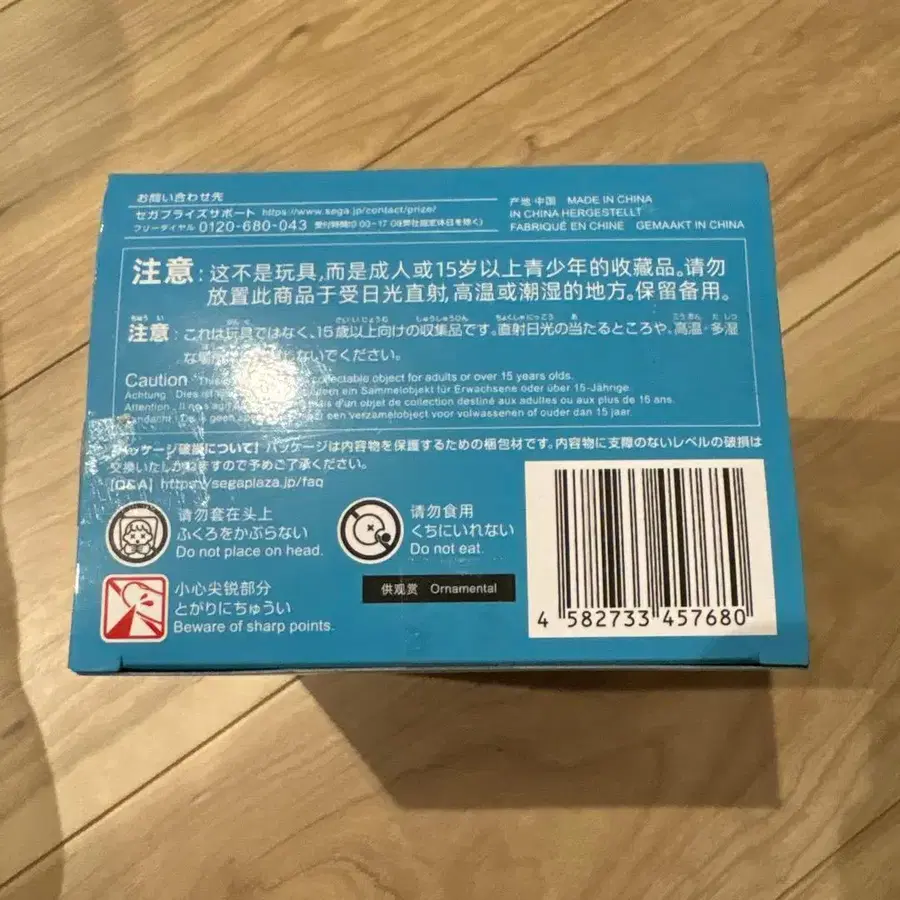 お問い合わせ先
セガプライズサポート https://www.sega.jp/contact/prize/
フリーダイヤル 0120-680-043
产地 中国 MADE IN CHINA
IN CHINA HERGESTELLT
FABRIQUÉ EN CHINE GEMAAKT IN CHINA
注意：这不是玩具,而是成人或15岁以上青少年的收藏品。请勿
放置此商品于受日光直射,高温或潮湿的地方。保留备用。
注意：これは玩具ではなく、15歳以上向けの収集品です。直射日光の当たるところや、高温・多湿
ないでください。
Caution collectable object for adults or over 15 years olds.
Achtung : Dies ist ein Sammelobjekt für Erwachsene oder über 15-Jährige.
Attention : Il d'un objet de collection destiné aux adultes ou aux plus de 15 ans.
een verzamelobject voor volwassenen of ouder dan 15 jaar.
パッケージ破損について】パッケージは内容物を保護するための梱包材です。内容物に支障のないレベルの破損は
交換いたしかねますので予めご了承ください。
[Q&A] https://segaplaza.jp/faq
请勿套在头上
ふくろをかぶらない
Do not place on head.
请勿食用
くちにいれない
Do not eat.
小心尖锐部分
とがりにちゅうい
Beware of sharp points.
供观赏 Ornamental
4 582733 457680